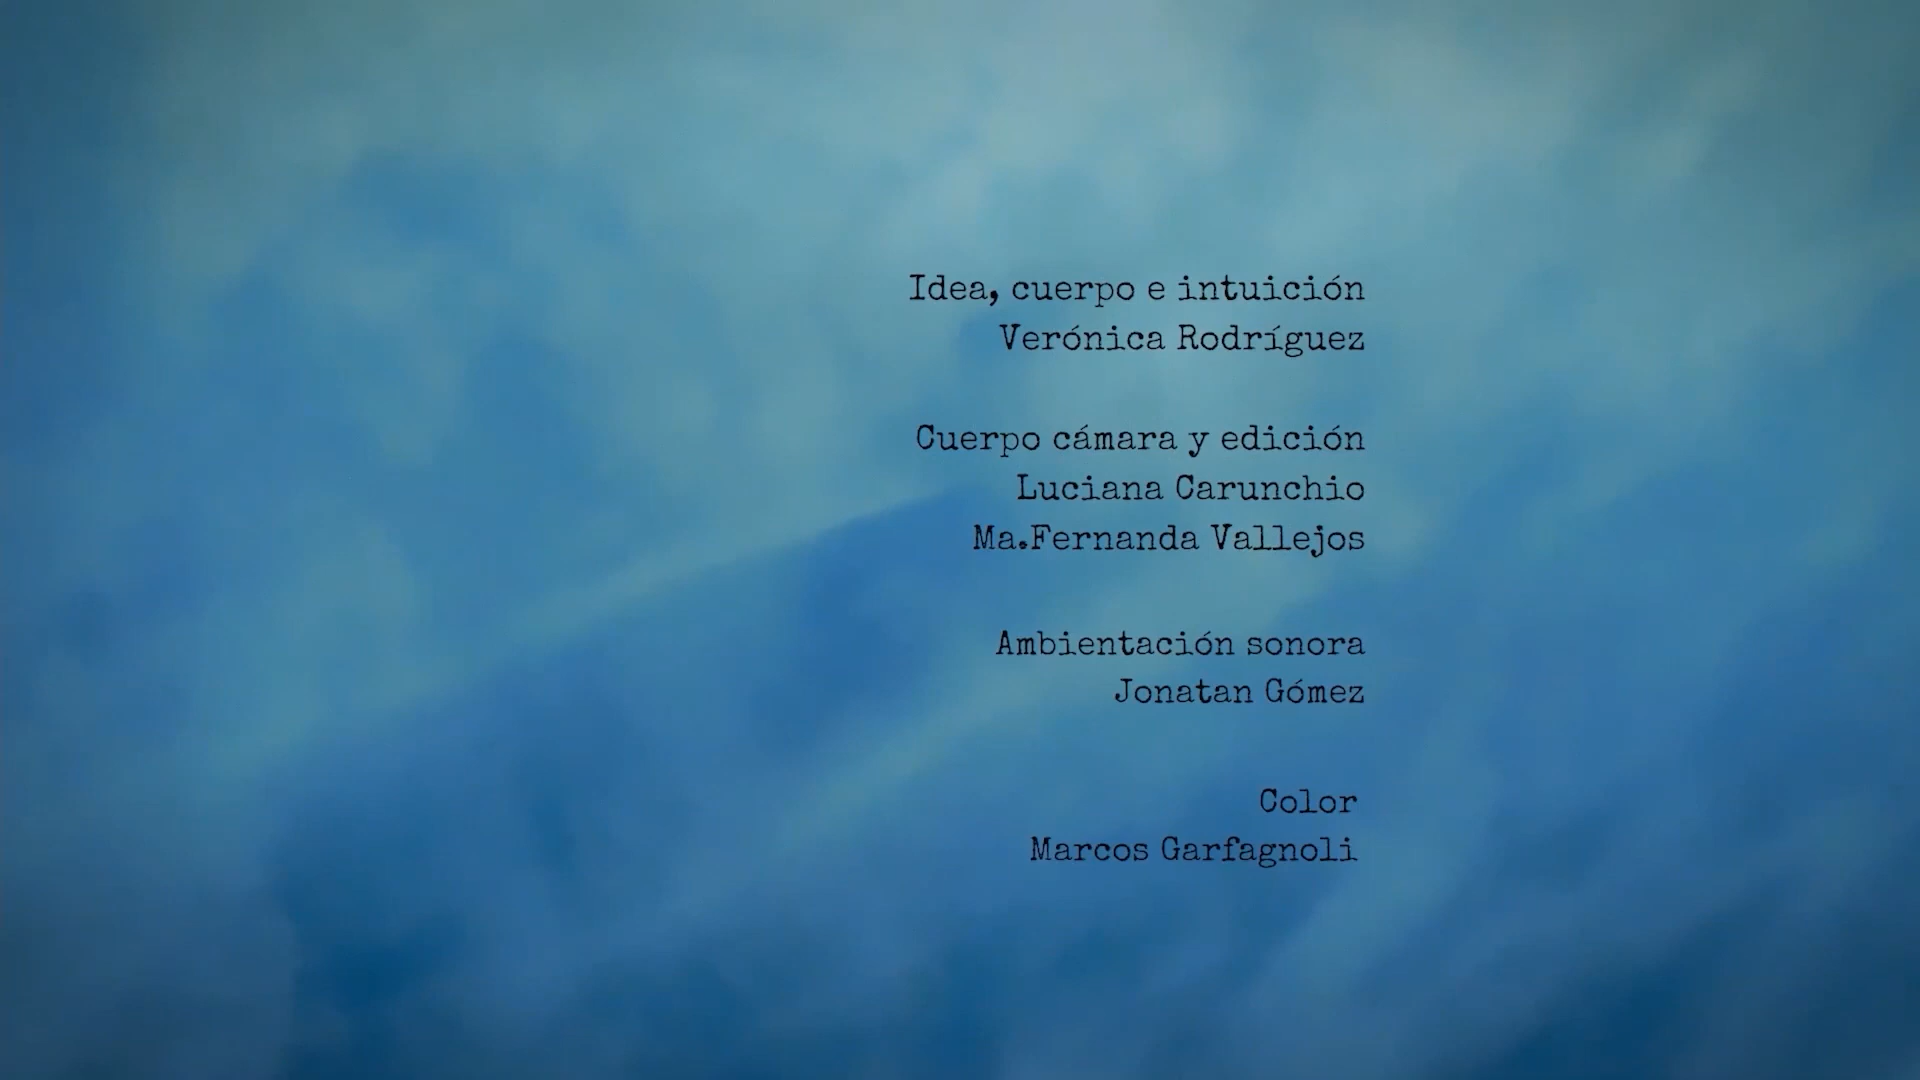 Idea, cuerpo e intuición
Verónica Rodríguez
Cuerpo cámara y edición
Luciana Carunchio
Ma.Fernanda Vallejos
Ambientación sonora
Jonatan Gómez
Color
Marcos Garfagnoli